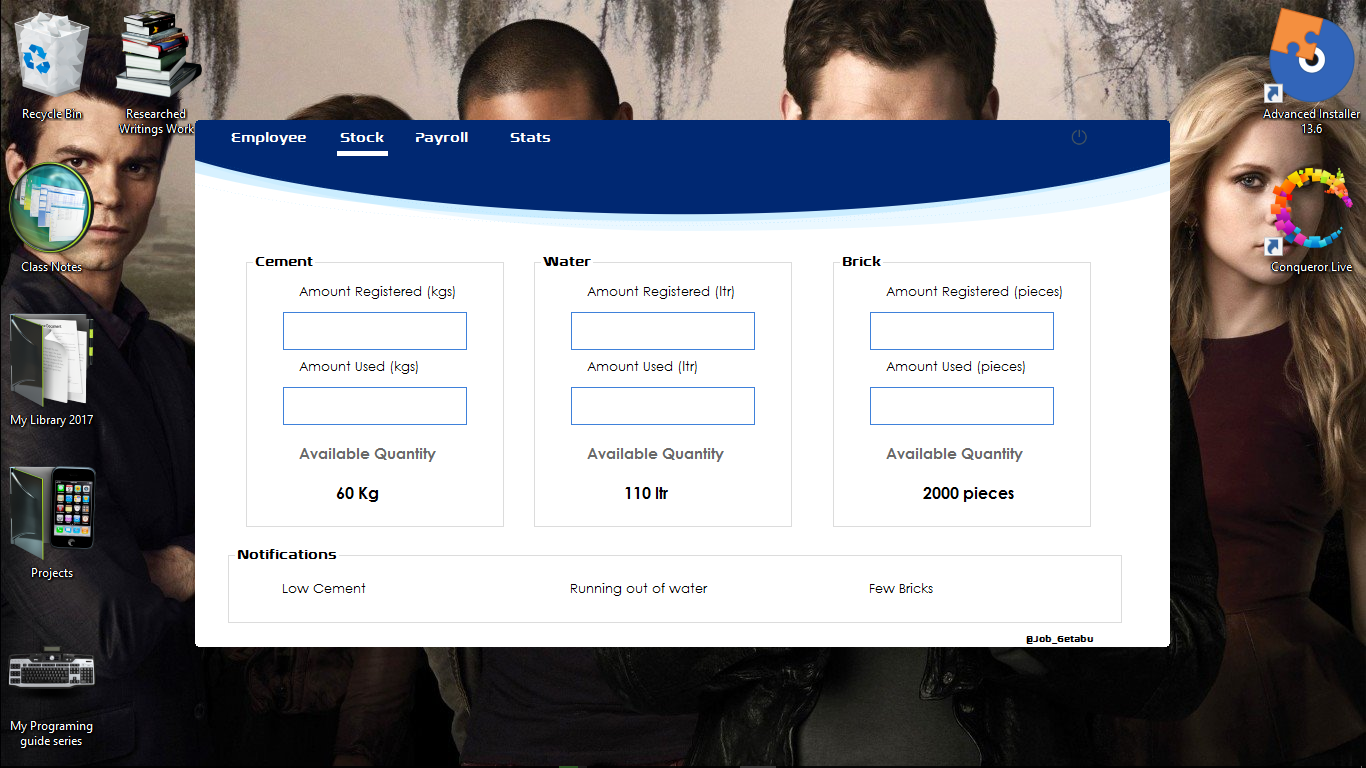 Recycle Bin
Researched
Writings Work
Class Notes
My Library 2017
Projects
My Programing
guide series
Advanced Installer
13.6
Conqueror Live
Employee Stock Payroll Stats
Cement
Amount Registered (kgs)
Amount Used (kgs)
Available Quantity
60 Kg
Water
Amount Registered (ltr)
Amount Used (ltr)
Available Quantity
110 ltr
Brick
Amount Registered (pieces)
Amount Used (pieces)
Available Quantity
2000 pieces
Notifications
Low Cement Running out of water Few Bricks
@Job_Getabu